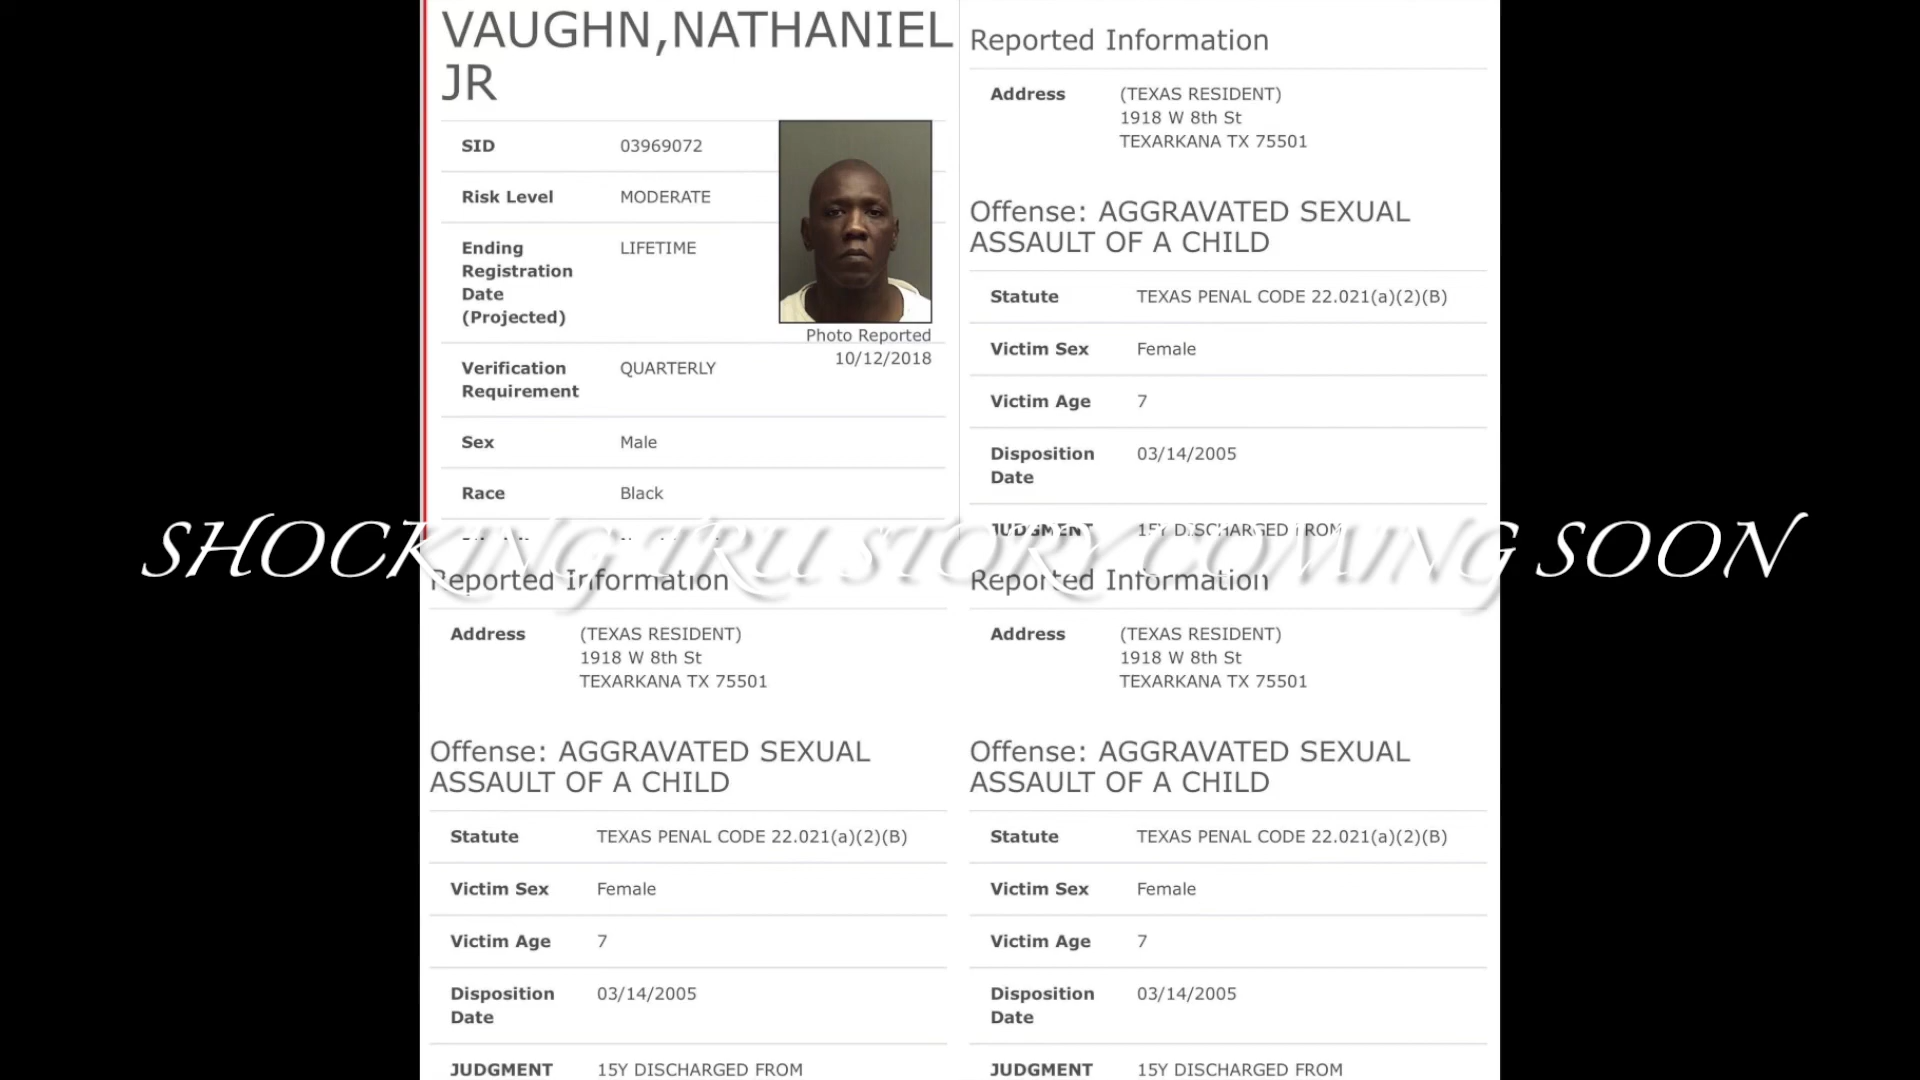 VAUGHN,NATHANIEL
JR
SID 03969072
Risk Level MODERATE
Ending LIFETIME
Registration
Date
(Projected)
Photo Reported
10/12/2018
Verification QUARTERLY
Requirement
Sex Male
Race Black
Reported Information
Address (TEXAS RESIDENT)
1918 W 8th St
TEXARKANA TX 75501
Offense: AGGRAVATED SEXUAL
ASSAULT OF A CHILD
Statute TEXAS PENAL CODE 22.021(a)(2)(B)
Victim Sex Female
Victim Age 7
Disposition 03/14/2005
Date
JUDGMENT 15Y DISCHARGED FROM
SHOCKING TRU STORY COMING SOON
Reported Information
Address (TEXAS RESIDENT)
1918 W 8th St
TEXARKANA TX 75501
Offense: AGGRAVATED SEXUAL
ASSAULT OF A CHILD
Statute TEXAS PENAL CODE 22.021(a)(2)(B)
Victim Sex Female
Victim Age 7
Disposition 03/14/2005
Date
JUDGMENT 15Y DISCHARGED FROM
Reported Information
Address (TEXAS RESIDENT)
1918 W 8th St
TEXARKANA TX 75501
Offense: AGGRAVATED SEXUAL
ASSAULT OF A CHILD
Statute TEXAS PENAL CODE 22.021(a)(2)(B)
Victim Sex Female
Victim Age 7
Disposition 03/14/2005
Date
JUDGMENT 15Y DISCHARGED FROM